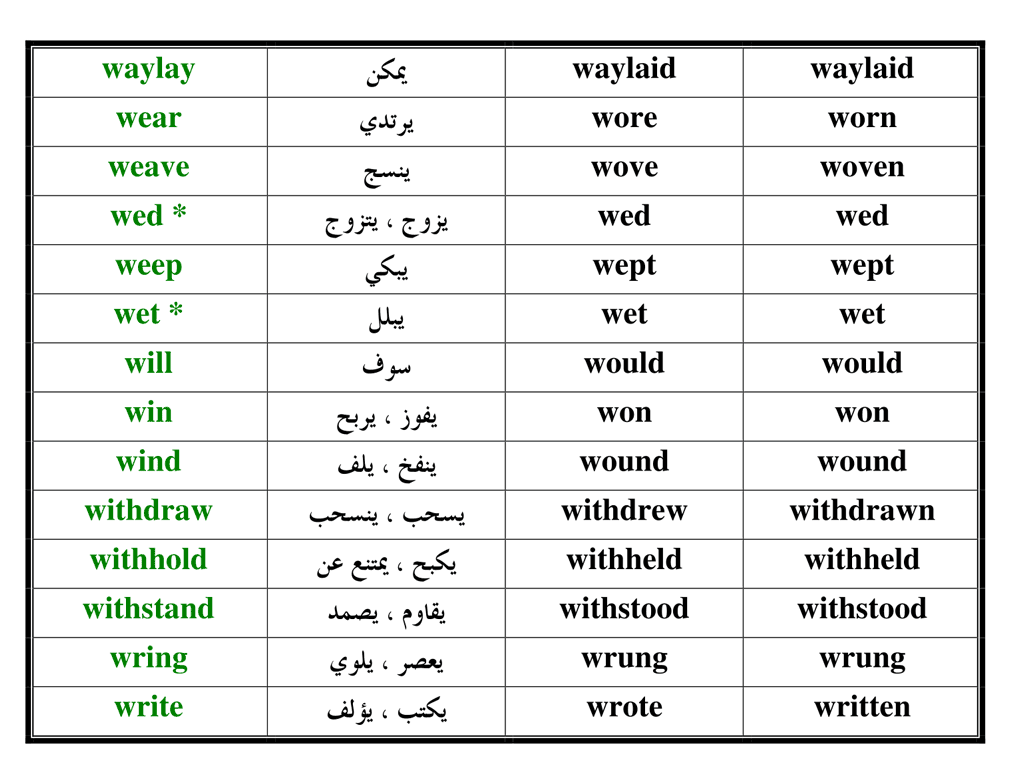 waylay يمكن waylaid waylaid
wear يرتدي wore worn
weave ينسج wove woven
wed * يزوج ، يتزوج wed wed
weep يبكي wept wept
wet * يبلل wet wet
will سوف would would
win يفوز ، يربح won won
wind ينفخ ، يلف wound wound
withdraw يسحب ، ينسحب withdrew withdrawn
withhold يكبح ، يمتنع عن withheld withheld
withstand يقاوم ، يصمد withstood withstood
wring يعصر ، يلوي wrung wrung
write يكتب ، يؤلف wrote written